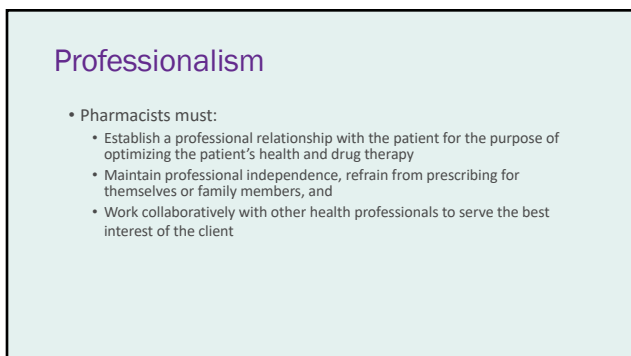 Professionalism
• Pharmacists must:
• Establish a professional relationship with the patient for the purpose of
optimizing the patient's health and drug therapy
• Maintain professional independence, refrain from prescribing for
themselves or family members, and
• Work collaboratively with other health professionals to serve the best
interest of the client